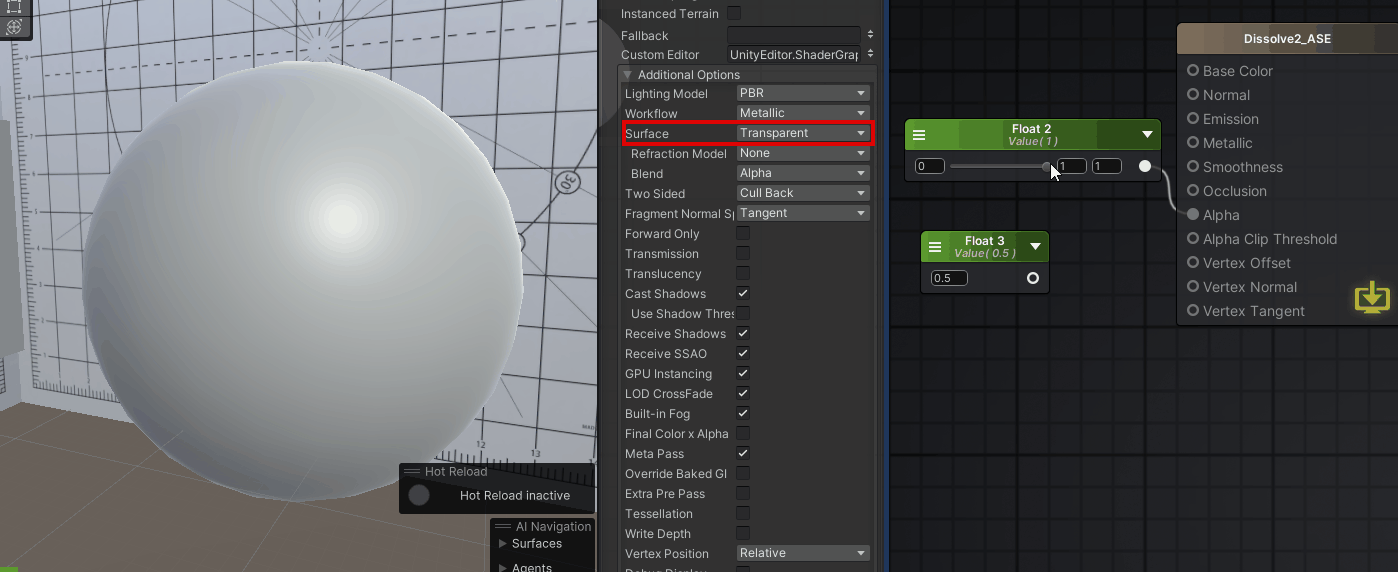 Instanced Terrain
Fallback
Custom Editor UnityEditor.ShaderGrap
Additional Options
Lighting Model PBR
Workflow Metallic
Surface Transparent
Refraction Model None
Blend Alpha
Two Sided Cull Back
Fragment Normal Sp Tangent
Forward Only
Transmission
Translucency
Cast Shadows
Use Shadow Thres
Receive Shadows
Receive SSAO
GPU Instancing
LOD CrossFade
Built-in Fog
Final Color x Alpha
Meta Pass
Override Baked GI
Extra Pre Pass
Tessellation
Write Depth
Vertex Position Relative
30
12
13
Hot Reload
Hot Reload inactive
AI Navigation
Surfaces
Agents
Float 2
Value( 1 )
0 1 1
Float 3
Value( 0.5 )
0.5
Dissolve2_ASE
Base Color
Normal
Emission
Metallic
Smoothness
Occlusion
Alpha
Alpha Clip Threshold
Vertex Offset
Vertex Normal
Vertex Tangent